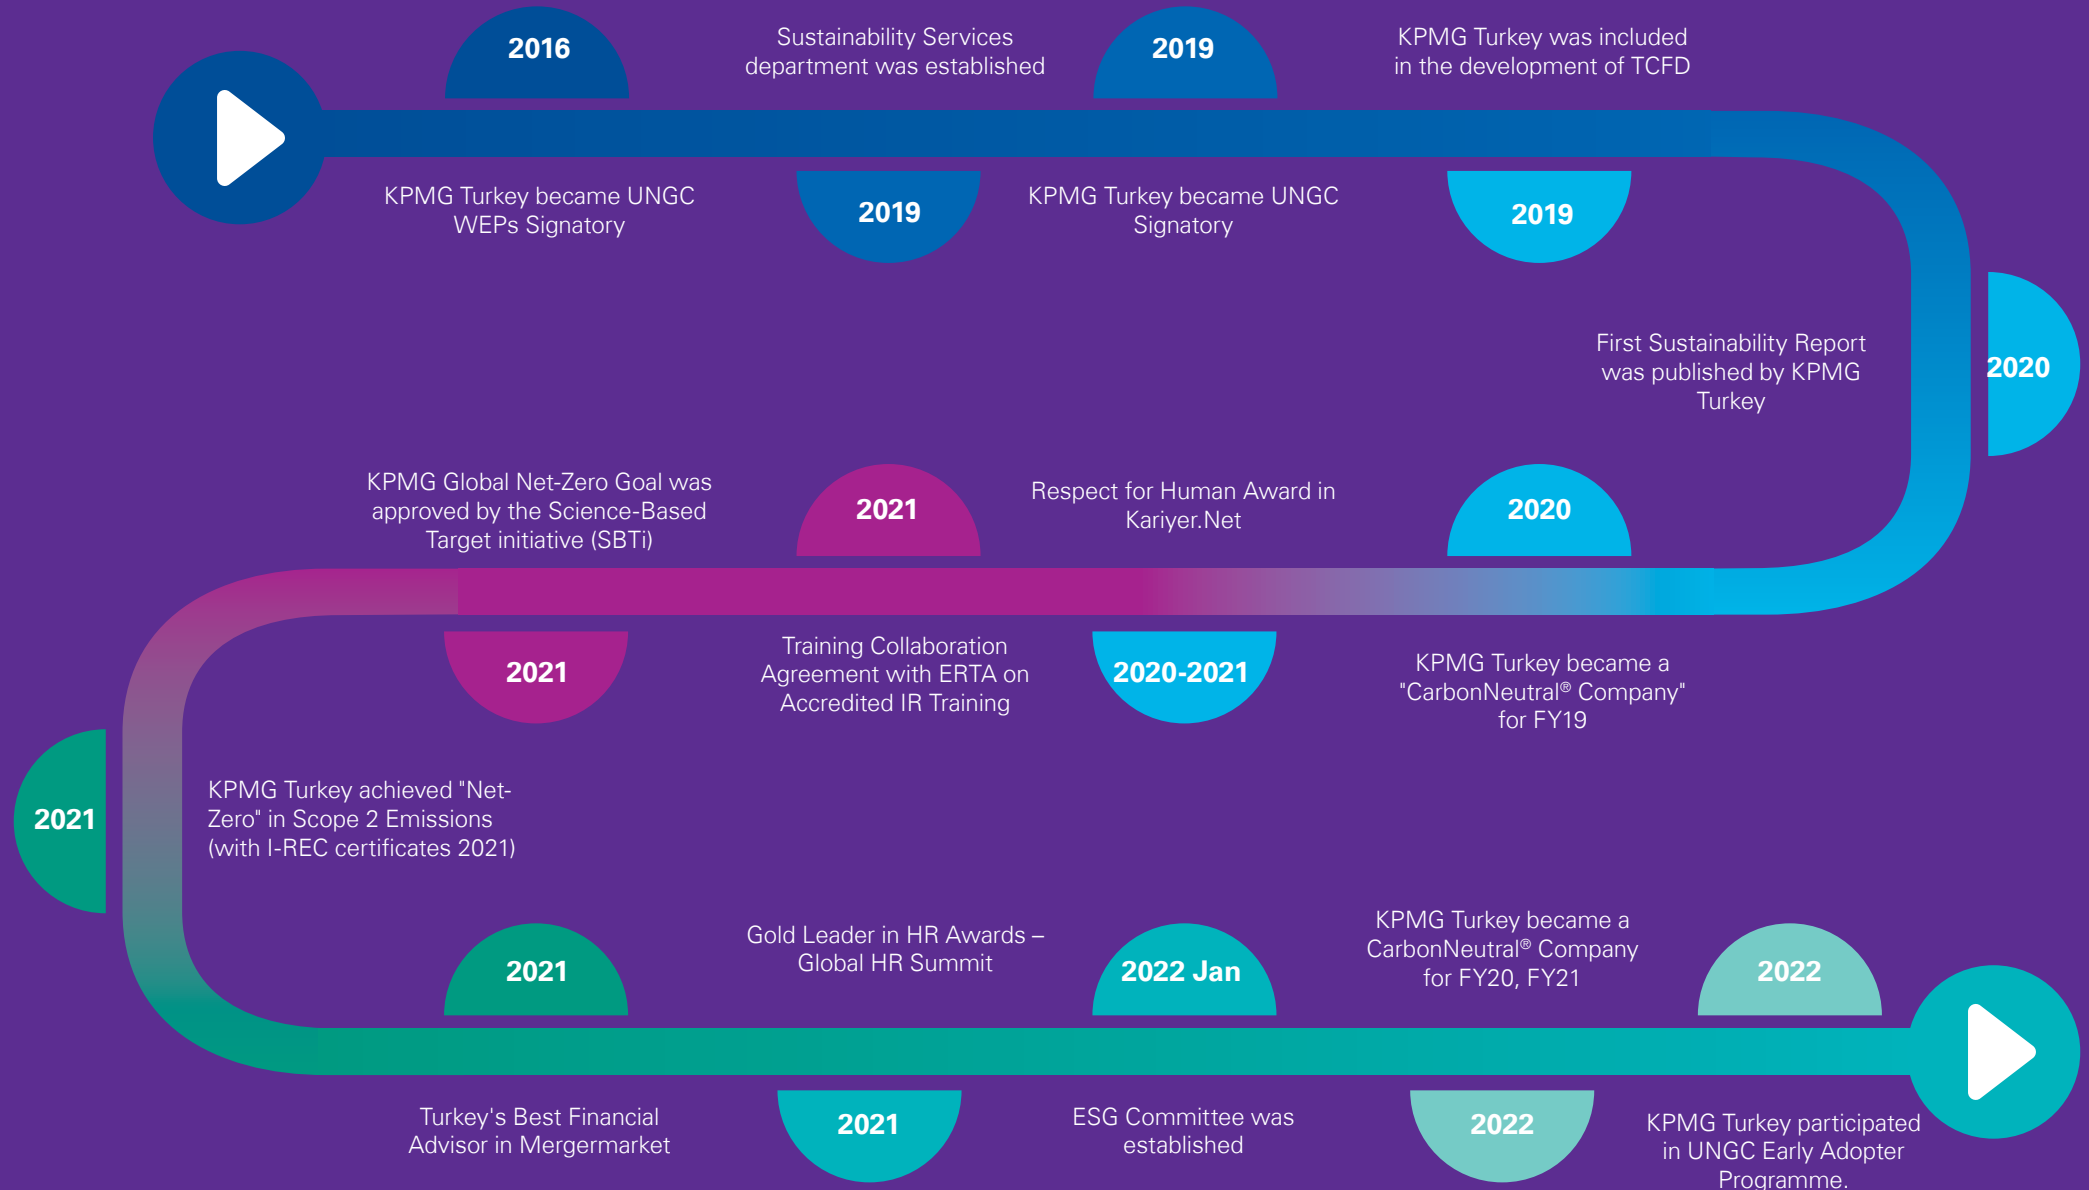 2016
KPMG Turkey became UNGC
WEPs Signatory
Sustainability Services
department was established
2019
2019
KPMG Turkey became UNGC
Signatory
KPMG Turkey was included
in the development of TCFD
2019
First Sustainability Report
was published by KPMG
Turkey
2020
2020
KPMG Turkey became a
"CarbonNeutral® Company"
for FY19
Respect for Human Award in
Kariyer.Net
2020-2021
2021
Training Collaboration
Agreement with ERTA on
Accredited IR Training
KPMG Global Net-Zero Goal was
approved by the Science-Based
Target initiative (SBTi)
2021
2021
KPMG Turkey achieved "Net-
Zero" in Scope 2 Emissions
(with I-REC certificates 2021)
2021
Turkey's Best Financial
Advisor in Mergermarket
Gold Leader in HR Awards –
Global HR Summit
2021
2022 Jan
ESG Committee was
established
KPMG Turkey became a
CarbonNeutral® Company
for FY20, FY21
2022
2022
KPMG Turkey participated
in UNGC Early Adopter
Programme.